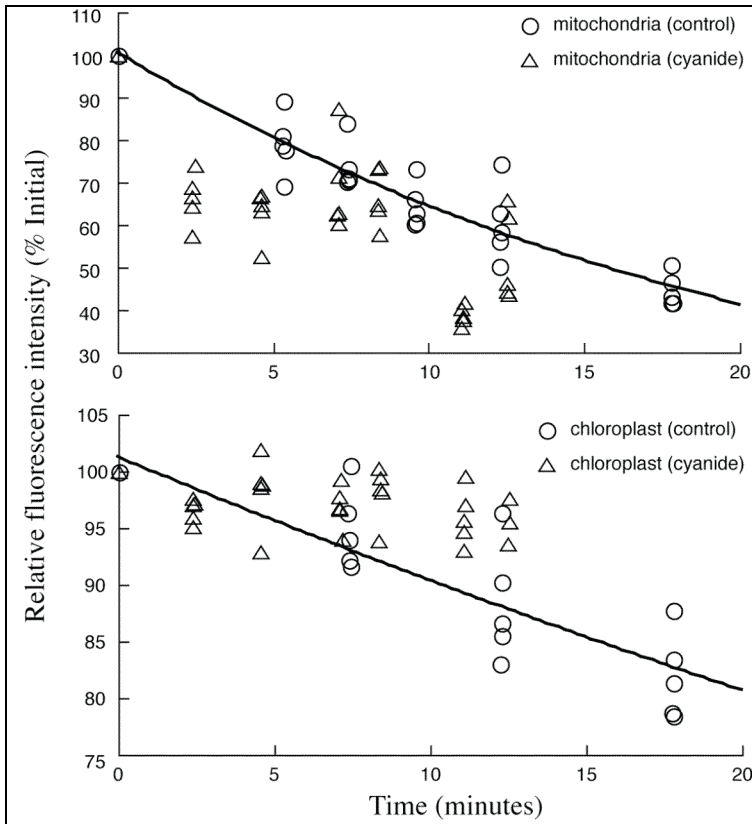 Relative fluorescence intensity (% Initial)
110
100
90
80
70
60
50
40
30
mitochondria (control)
mitochondria (cyanide)
0 5 10 15 20
105
100
95
90
85
80
75
chloroplast (control)
chloroplast (cyanide)
0 5 10 15 20
Time (minutes)